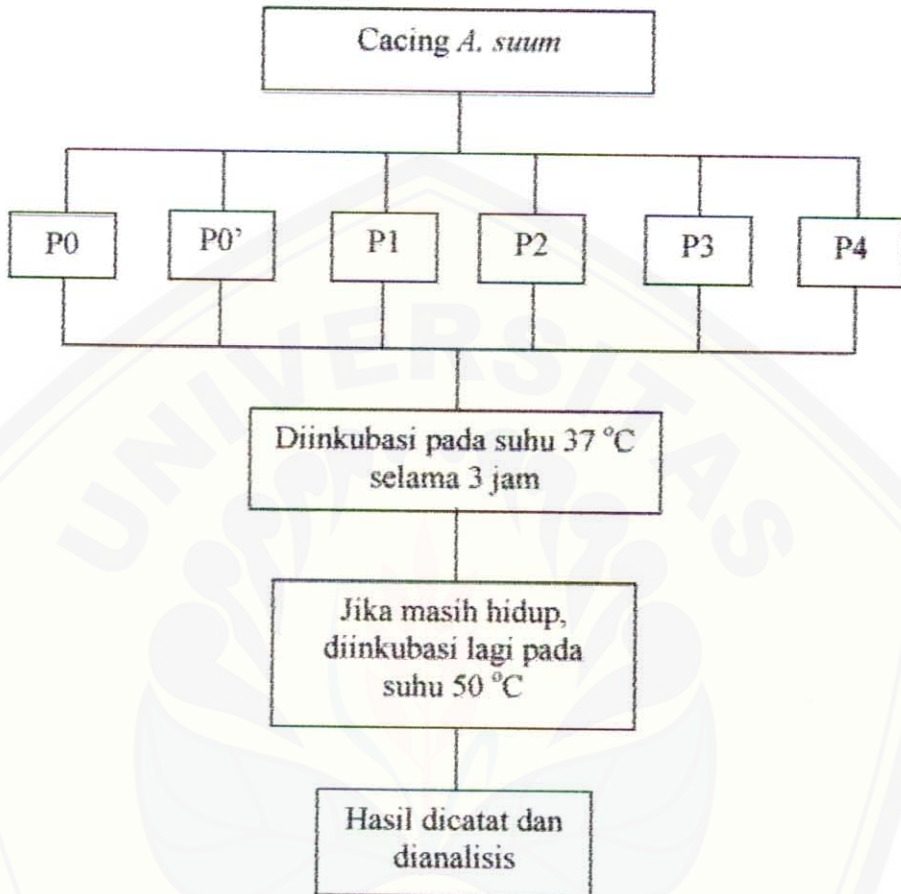 Cacing A. suum
P0 P0’ P1 P2 P3 P4
Diinkubasi pada suhu 37 °C
selama 3 jam
Jika masih hidup,
diinkubasi lagi pada
suhu 50 °C
Hasil dicatat dan
dianalisis
UNIVERSITAS